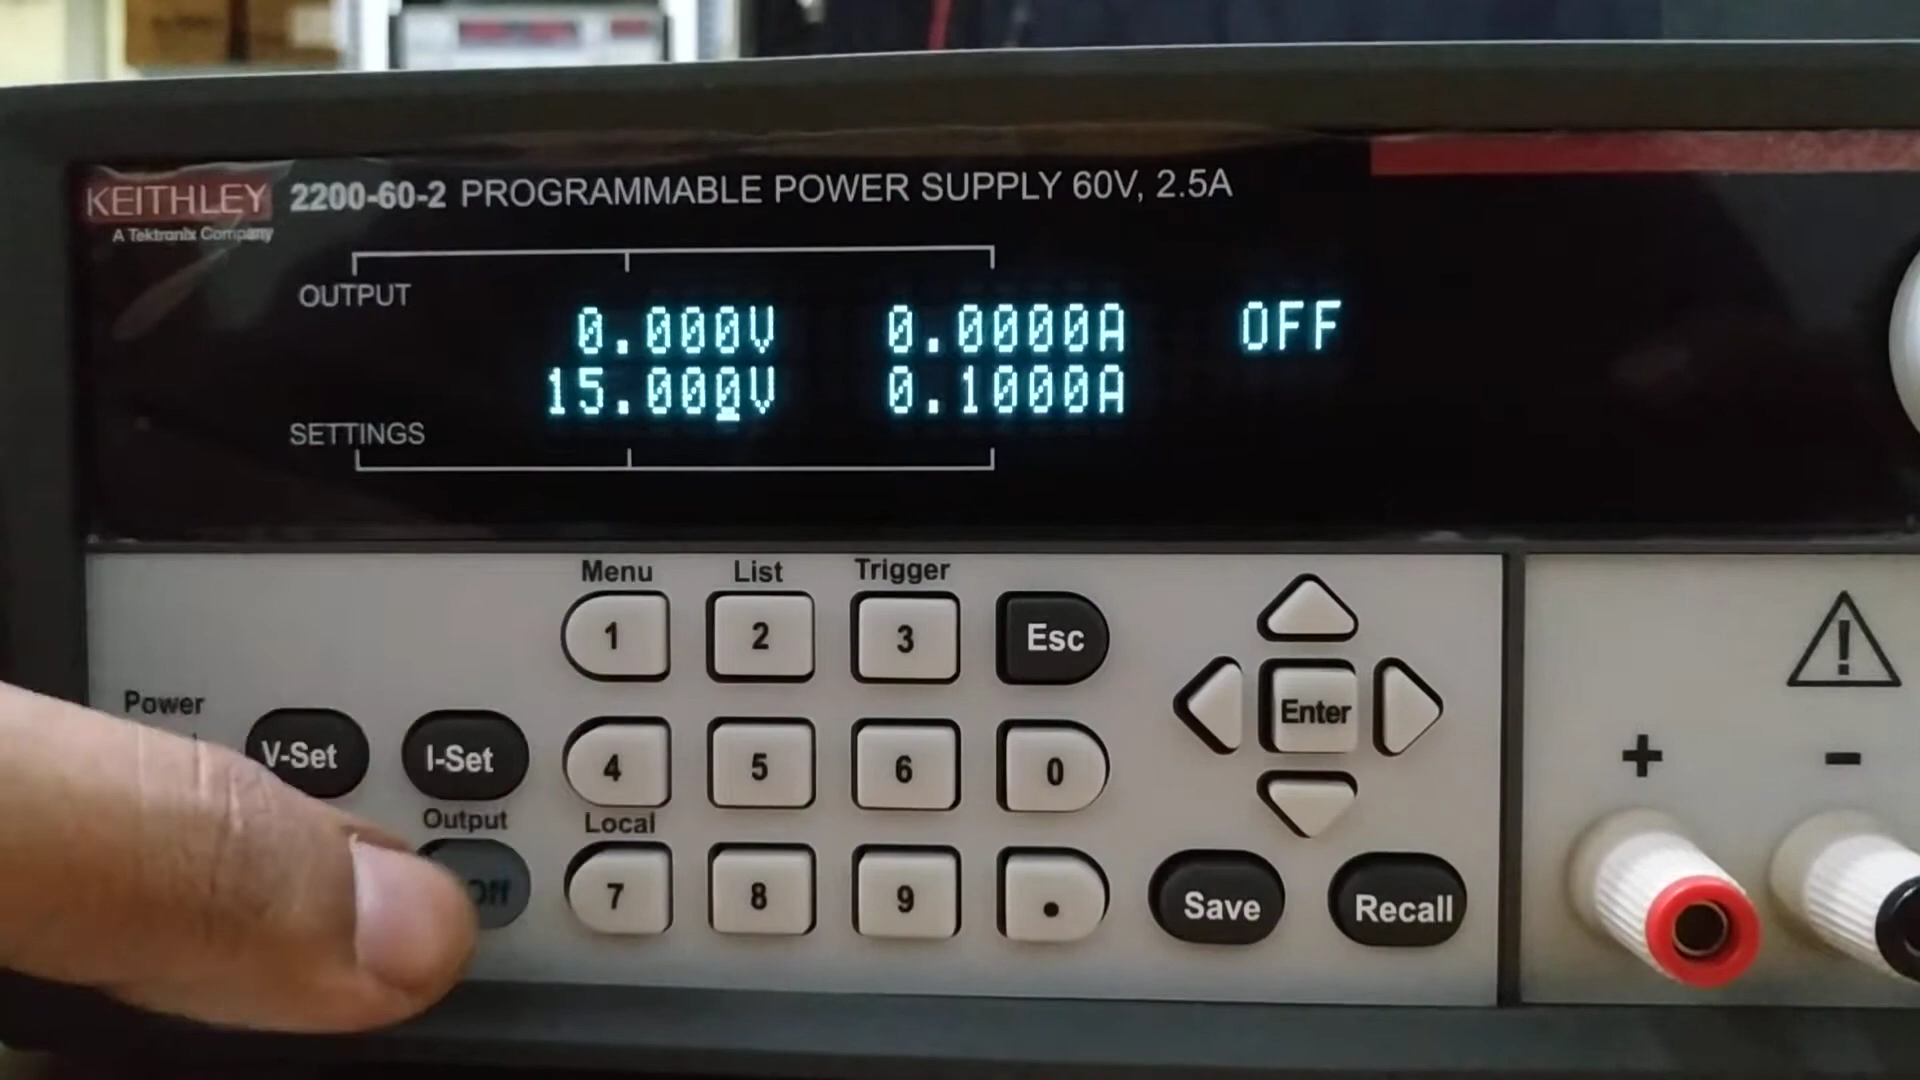 KEITHLEY 2200-60-2 PROGRAMMABLE POWER SUPPLY 60V, 2.5A
A Tektronix Company
OUTPUT
0.000V 0.0000A OFF
15.000V 0.1000A
SETTINGS
Menu List Trigger
1 2 3 Esc
Power
V-Set I-Set 4 5 6 0 Enter
+ -
Output Local
Off 7 8 9 . Save Recall